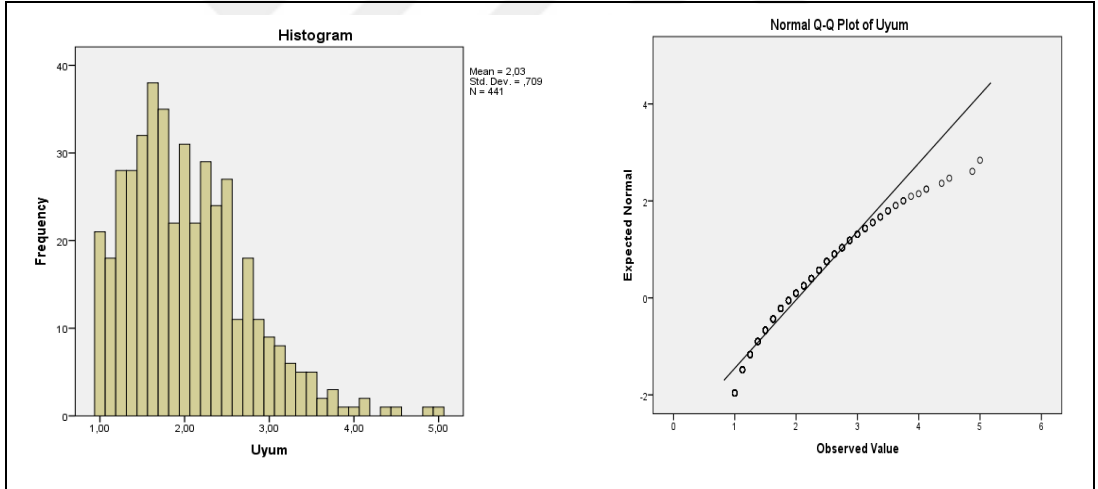 Histogram
Mean = 2,03
Std. Dev. = ,709
N = 441
40
30
20
10
0
Frequency
1,00 2,00 3,00 4,00 5,00
Uyum
Normal Q-Q Plot of Uyum
4
2
0
-2
Expected Normal
0 1 2 3 4 5 6
Observed Value